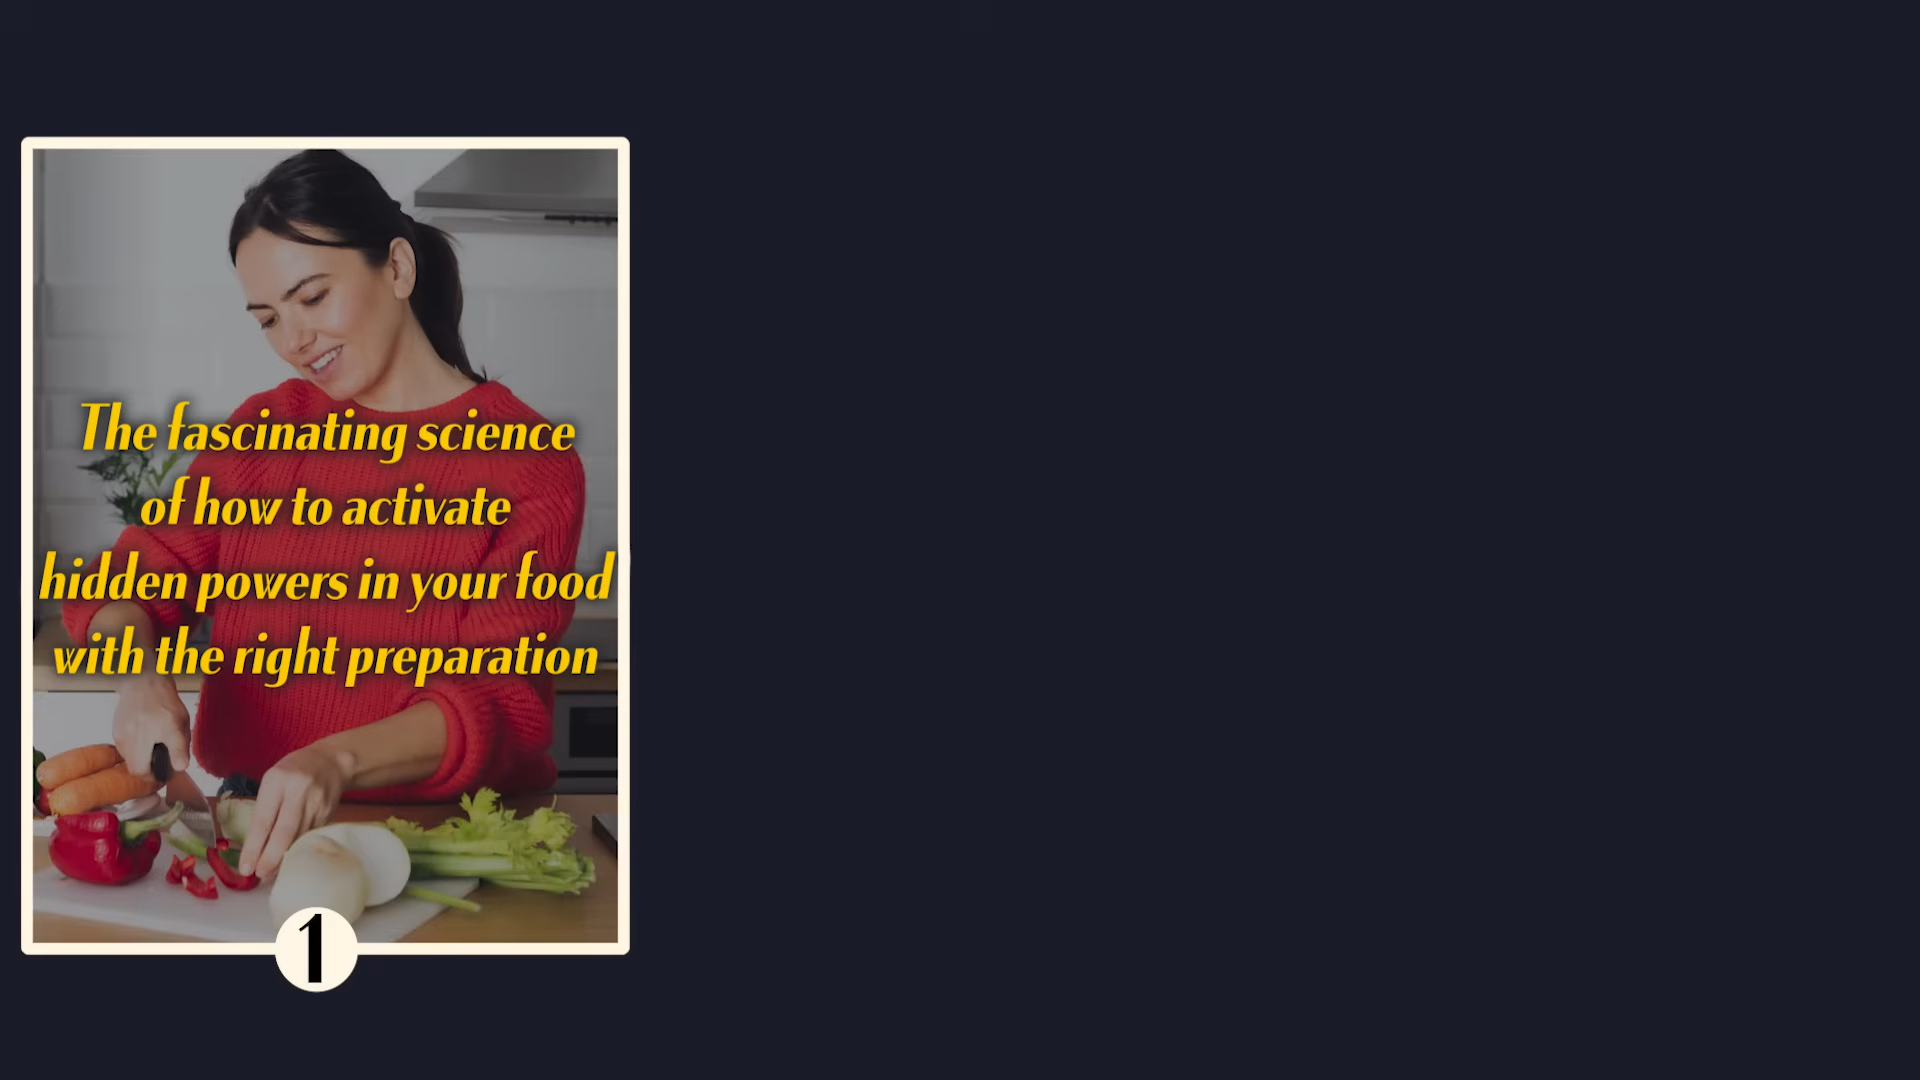 The fascinating science
of how to activate
hidden powers in your food
with the right preparation
1